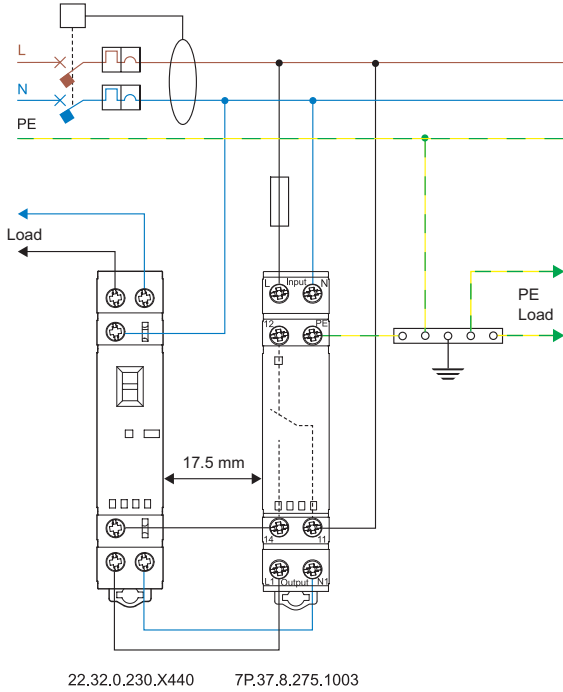 L
N
PE
Load
L Input N
12 PE
PE
Load
17.5 mm
14 11
L1 Output N1
22.32.0.230.X440 7P.37.8.275.1003